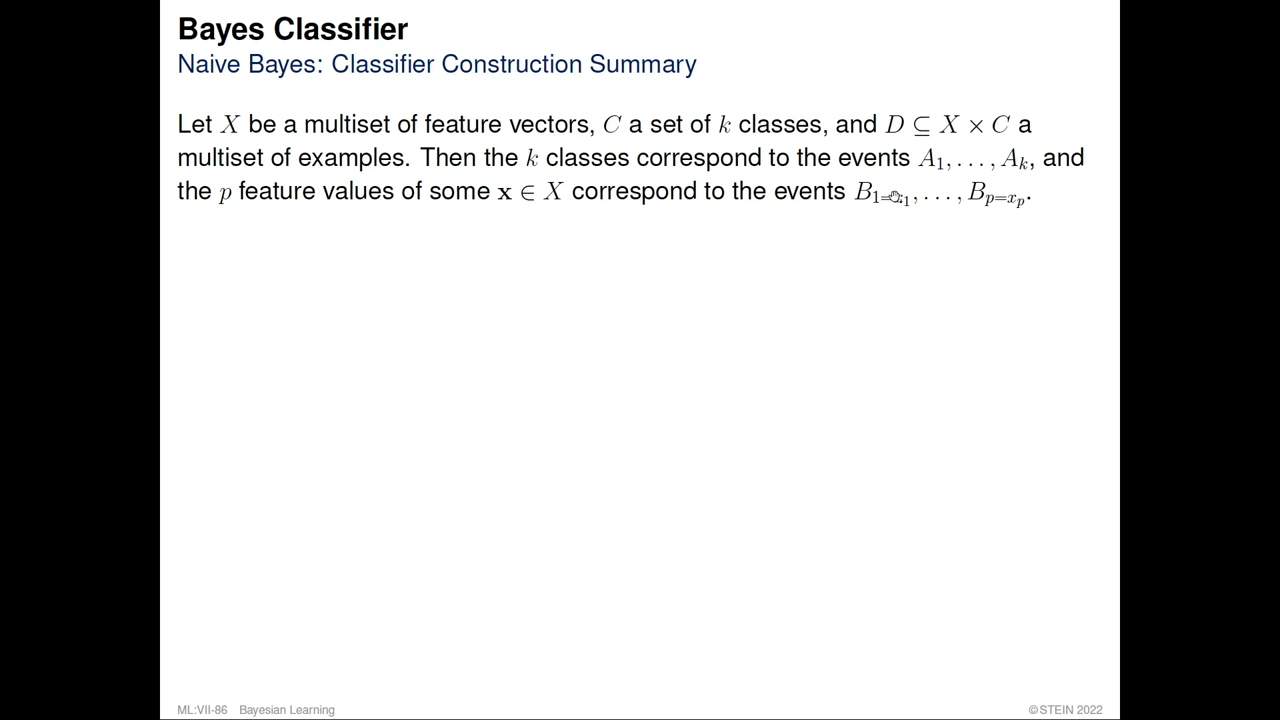 Bayes Classifier
Naive Bayes: Classifier Construction Summary
Let X be a multiset of feature vectors, C a set of k classes, and D ⊆ X × C a
multiset of examples. Then the k classes correspond to the events A₁, . . . , Aₖ, and
the p feature values of some x ∈ X correspond to the events B₁₌ₓ₁, . . . , Bₚ₌ₓₚ.
ML:VII-86 Bayesian Learning
©STEIN 2022